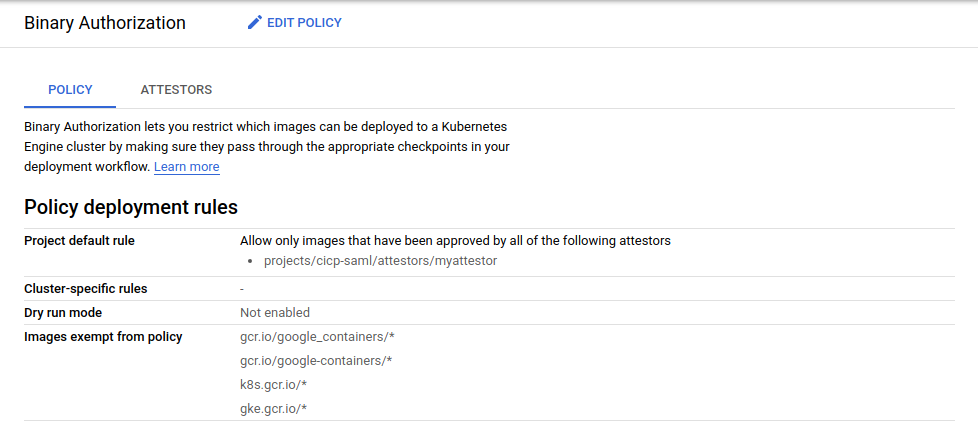 Binary Authorization
EDIT POLICY
POLICY
ATTESTORS
Binary Authorization lets you restrict which images can be deployed to a Kubernetes
Engine cluster by making sure they pass through the appropriate checkpoints in your
deployment workflow. Learn more
Policy deployment rules
Project default rule
Allow only images that have been approved by all of the following attestors
• projects/cicp-saml/attestors/myattestor
Cluster-specific rules
-
Dry run mode
Not enabled
Images exempt from policy
gcr.io/google_containers/*
gcr.io/google-containers/*
k8s.gcr.io/*
gke.gcr.io/*